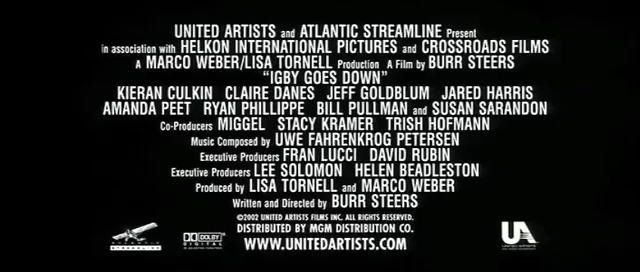 UNITED ARTISTS and ATLANTIC STREAMLINE Present
in association with HELKON INTERNATIONAL PICTURES and CROSSROADS FILMS
A MARCO WEBER/LISA TORNELL Production A Film by BURR STEERS
"IGBY GOES DOWN"
KIERAN CULKIN CLAIRE DANES JEFF GOLDBLUM JARED HARRIS
AMANDA PEET RYAN PHILLIPPE BILL PULLMAN and SUSAN SARANDON
Co-Producers MIGGEL STACY KRAMER TRISH HOFMANN
Music Composed by UWE FAHRENKROG PETERSEN
Executive Producers FRAN LUCCI DAVID RUBIN
Executive Producers LEE SOLOMON HELEN BEADLESTON
Produced by LISA TORNELL and MARCO WEBER
Written and Directed by BURR STEERS
©2002 UNITED ARTISTS FILMS INC. ALL RIGHTS RESERVED.
DISTRIBUTED BY MGM DISTRIBUTION CO.
WWW.UNITEDARTISTS.COM
ATLANTIC
STREAMLINE
DOLBY
DIGITAL
UA
UNITED ARTISTS